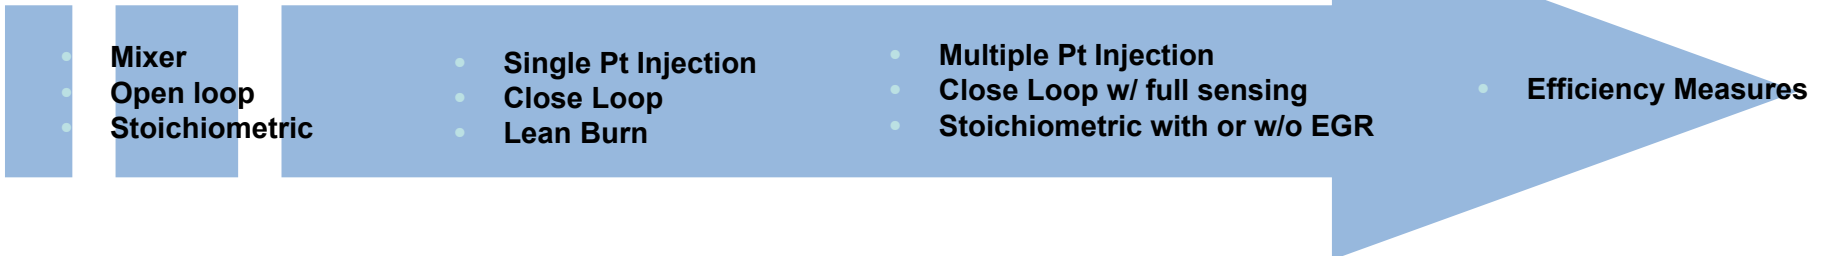 • Mixer
• Open loop
• Stoichiometric
• Single Pt Injection
• Close Loop
• Lean Burn
• Multiple Pt Injection
• Close Loop w/ full sensing
• Stoichiometric with or w/o EGR
• Efficiency Measures